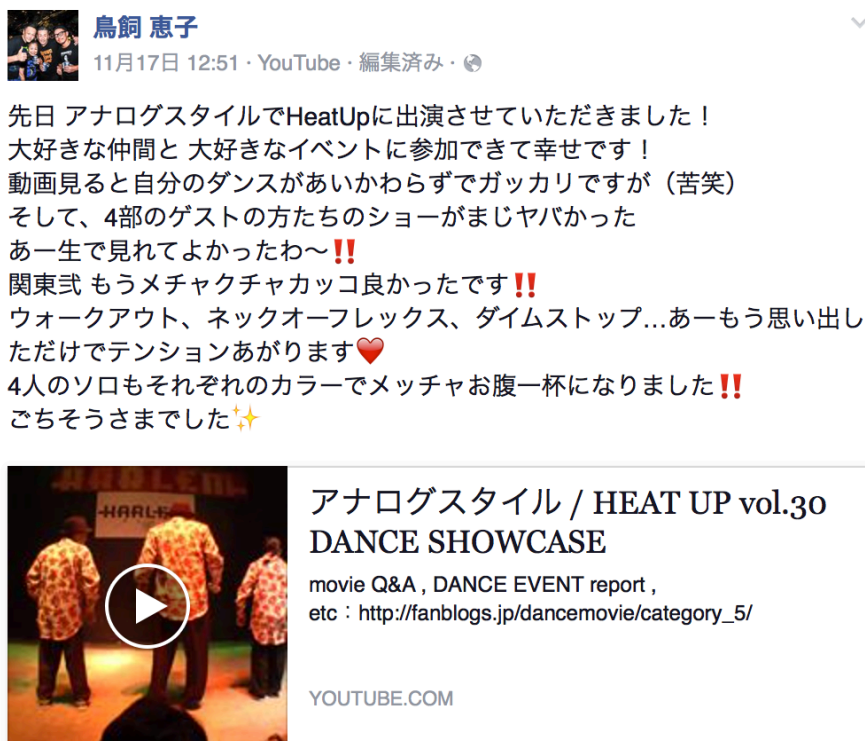 鳥飼 恵子
11月17日 12:51 · YouTube · 編集済み ·
先日 アナログスタイルでHeatUpに出演させていただきました！
大好きな仲間と 大好きなイベントに参加できて幸せです！
動画見ると自分のダンスがあいかわらずでガッカリですが（苦笑）
そして、4部のゲストの方たちのショーがまじヤバかった
あー生で見れてよかったわ〜‼️
関東弐 もうメチャクチャカッコ良かったです‼️
ウォークアウト、ネックオーフレックス、ダイムストップ…あーもう思い出し
ただけでテンションあがります❤️
4人のソロもそれぞれのカラーでメッチャお腹一杯になりました‼️
ごちそうさまでした✨
HARLEM
アナログスタイル / HEAT UP vol.30
DANCE SHOWCASE
movie Q&A , DANCE EVENT report ,
etc：http://fanblogs.jp/dancemovie/category_5/
YOUTUBE.COM